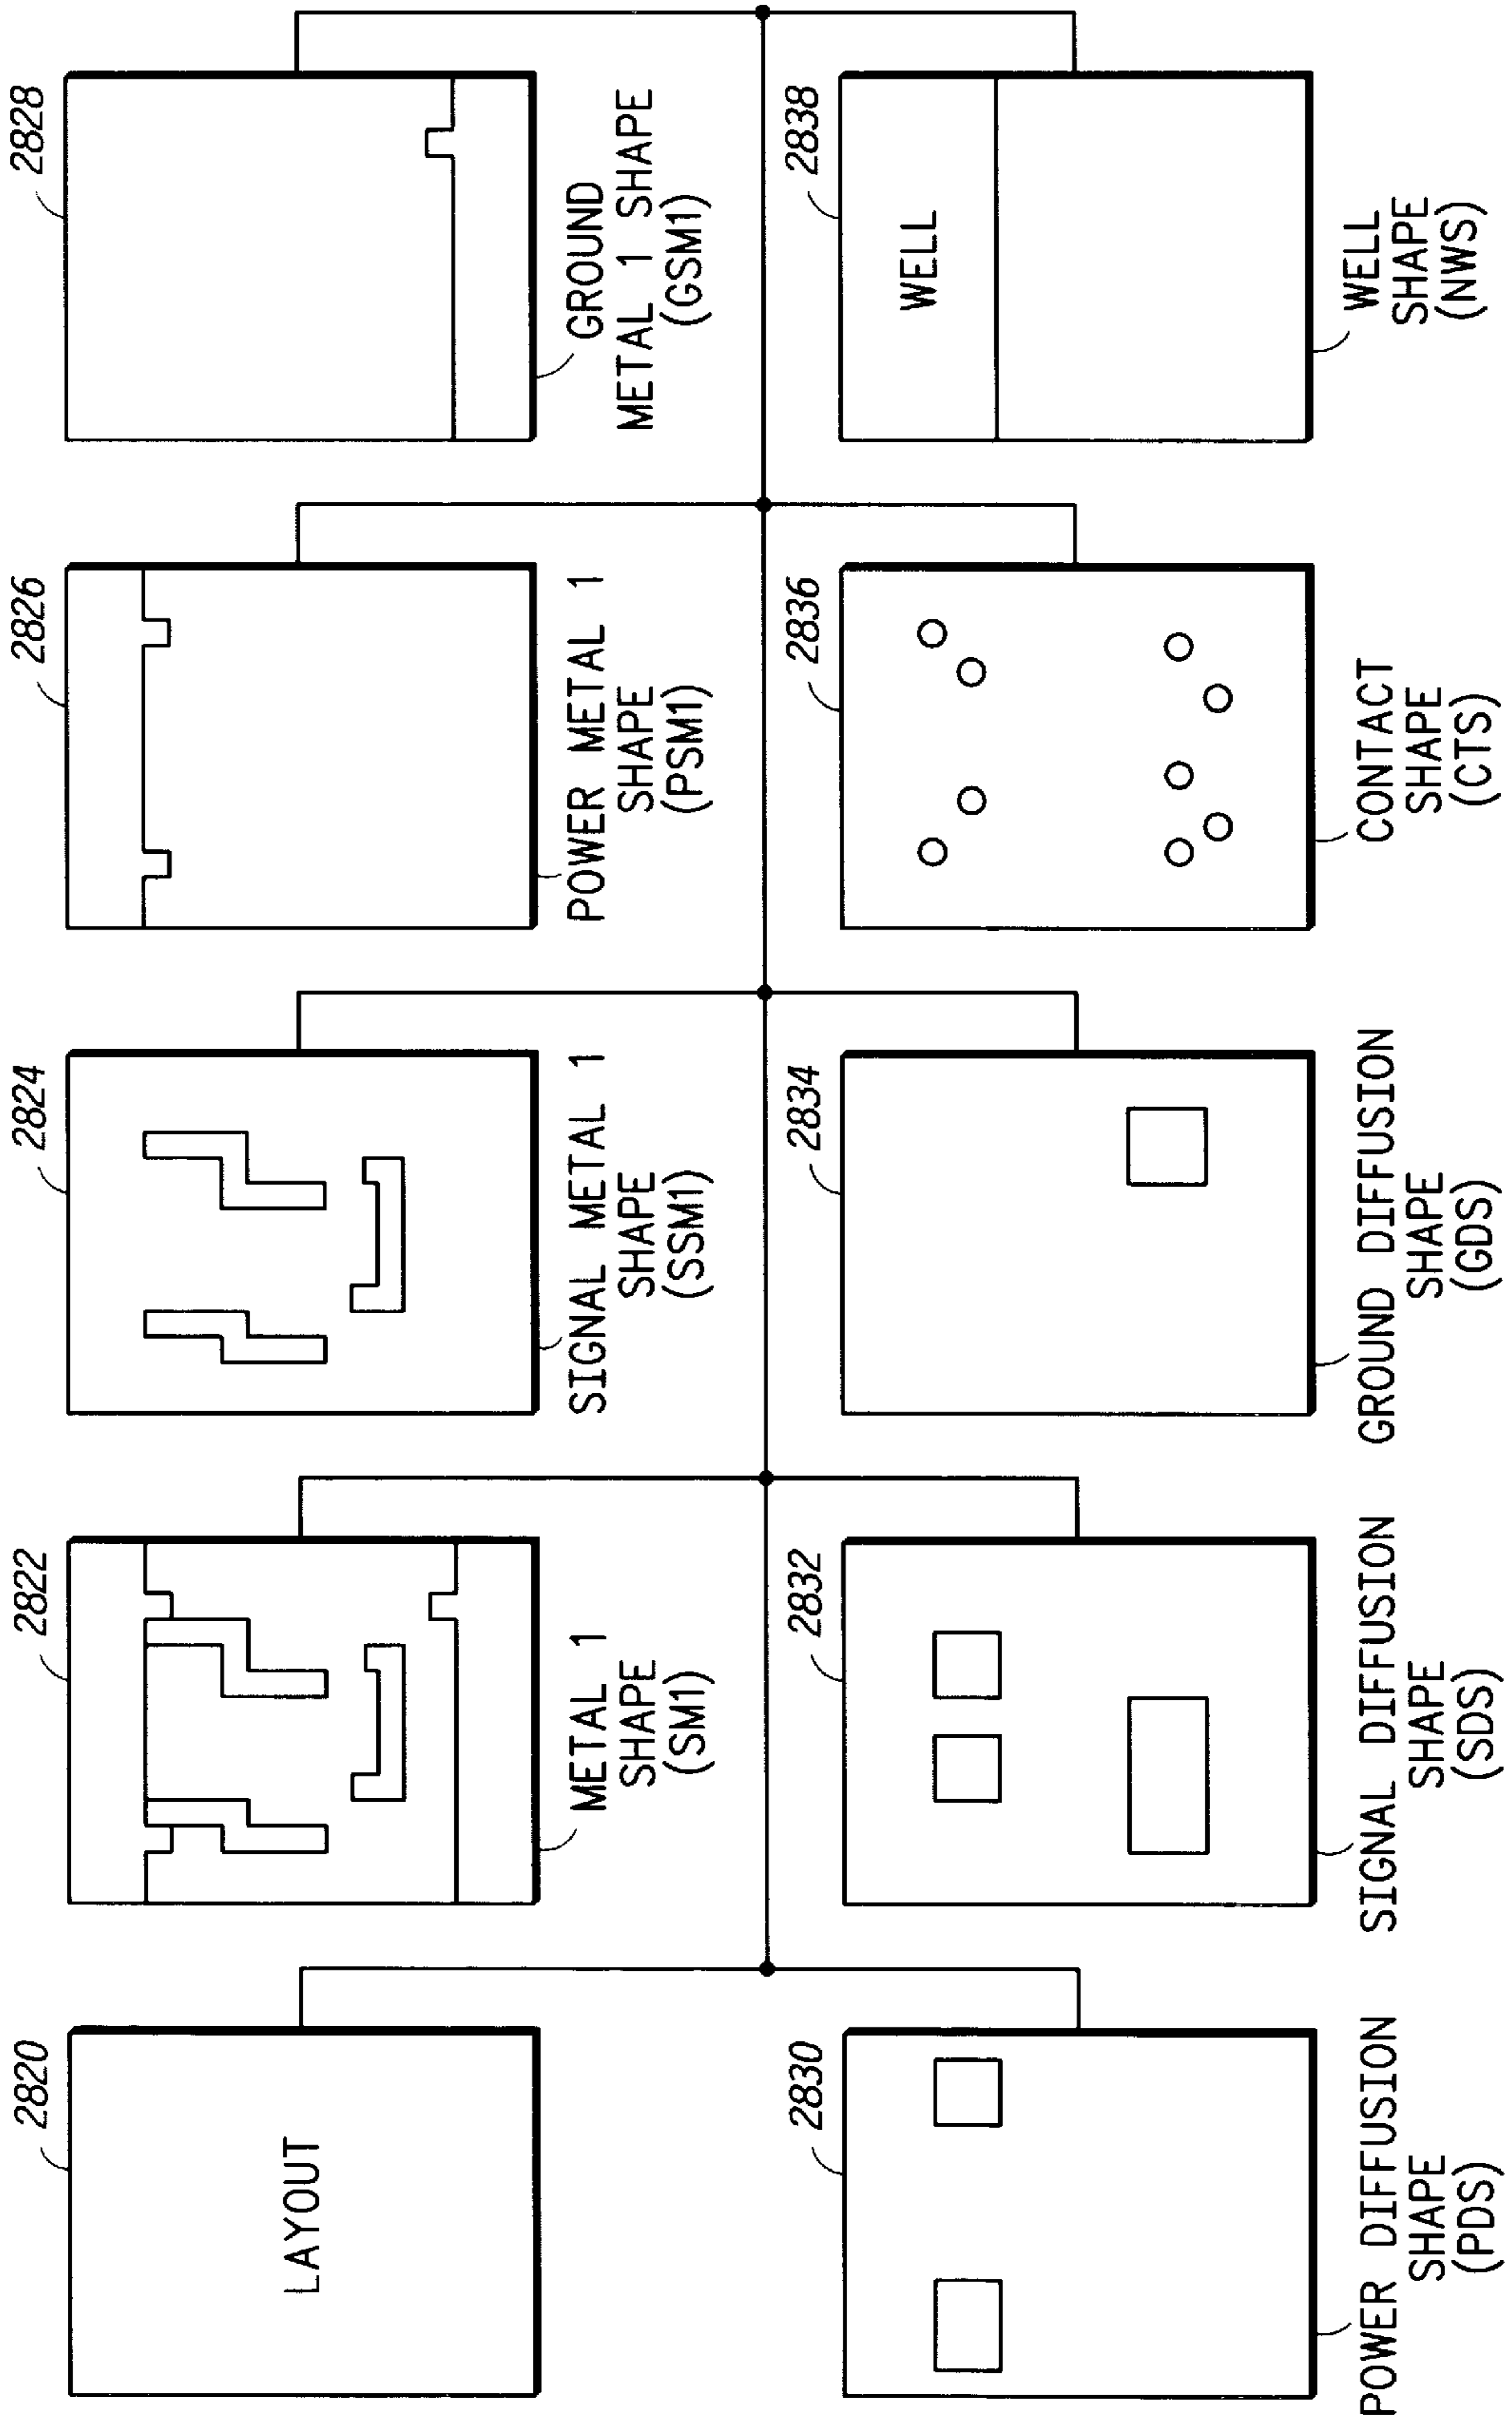 2820
LAYOUT
2822
METAL 1
SHAPE
(SM1)
2824
SIGNAL METAL 1
SHAPE
(SSM1)
2826
POWER METAL 1
SHAPE
(PSM1)
2828
GROUND
METAL 1 SHAPE
(GSM1)
2830
POWER DIFFUSION
SHAPE
(PDS)
2832
SIGNAL DIFFUSION
SHAPE
(SDS)
2834
GROUND DIFFUSION
SHAPE
(GDS)
2836
CONTACT
SHAPE
(CTS)
2838
WELL
WELL
SHAPE
(NWS)